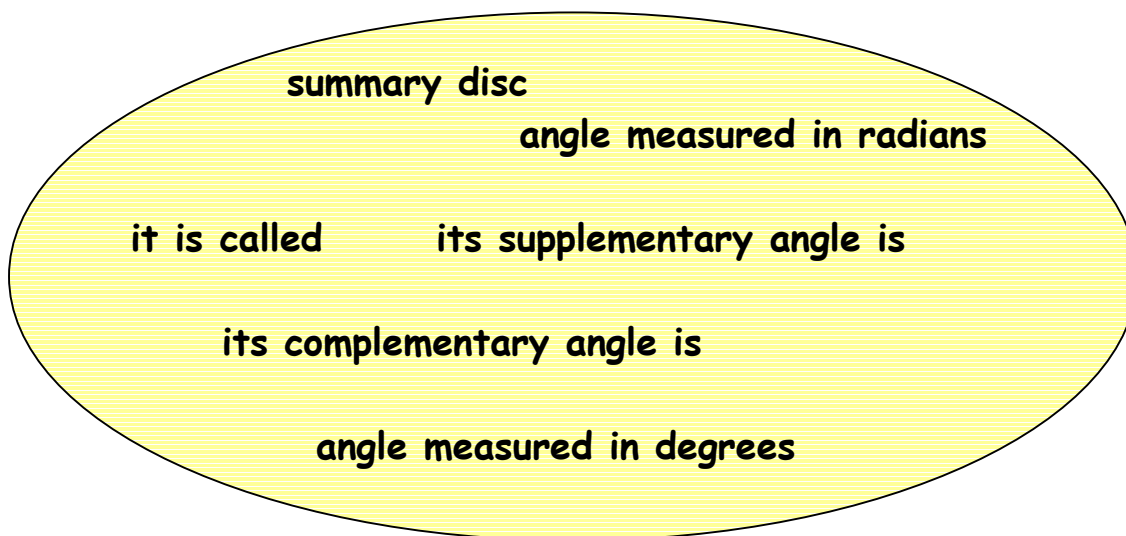 summary disc
angle measured in radians
it is called its supplementary angle is
its complementary angle is
angle measured in degrees